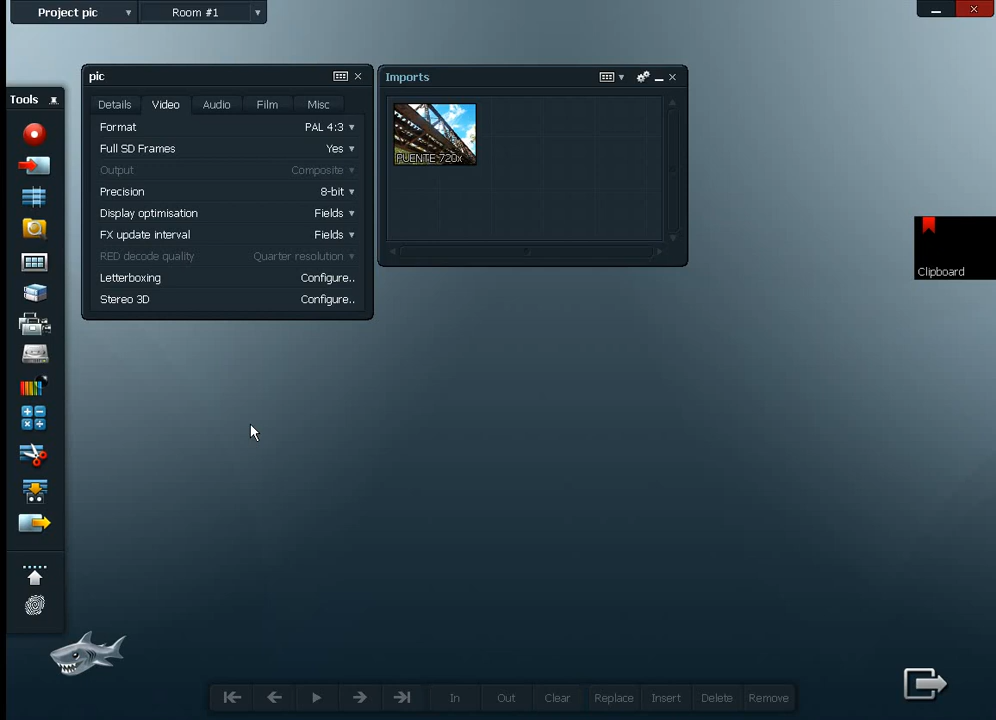 Project pic
Room #1
pic
Imports
Tools
Details
Video
Audio
Film
Misc
Format
PAL 4:3
Full SD Frames
Yes
Output
Composite
Precision
8-bit
Display optimisation
Fields
FX update interval
Fields
RED decode quality
Quarter resolution
Letterboxing
Configure..
Stereo 3D
Configure..
PUENTE 720x
Clipboard
In
Out
Clear
Replace
Insert
Delete
Remove